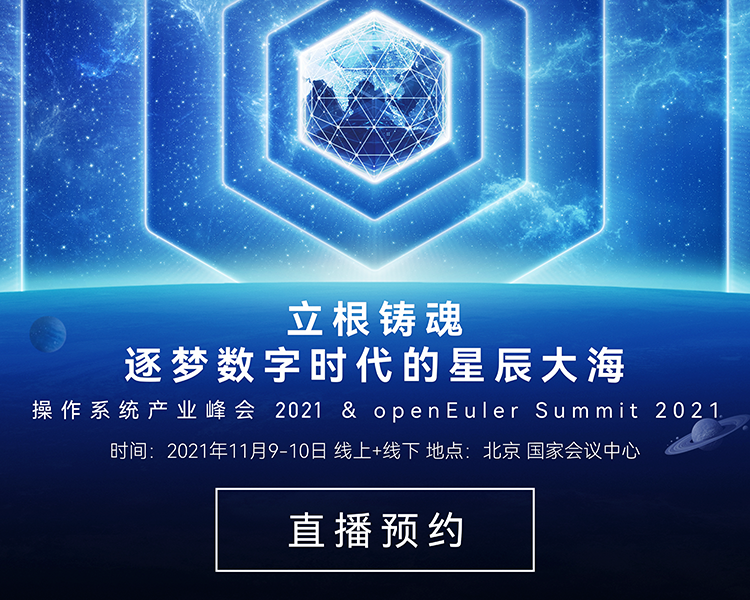 立根铸魂
逐梦数字时代的星辰大海
操作系统产业峰会 2021 & openEuler Summit 2021
时间：2021年11月9-10日 线上+线下 地点：北京 国家会议中心
直播预约